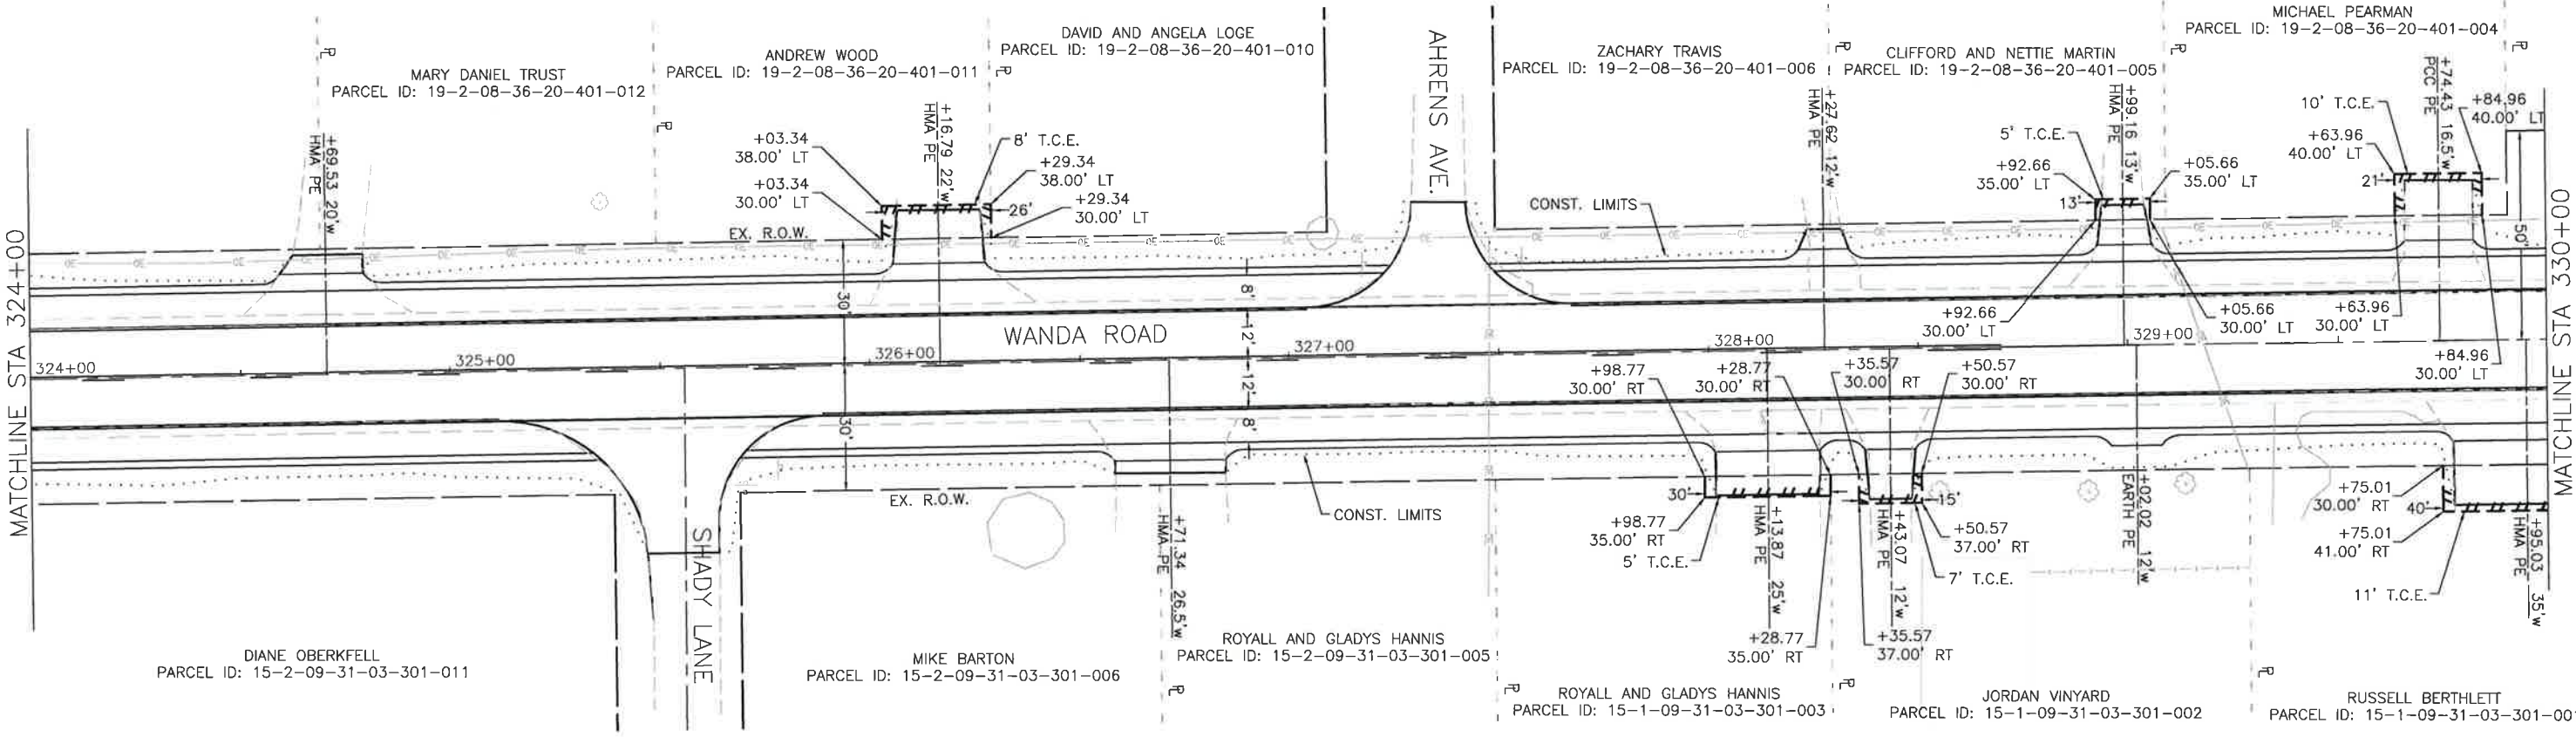 MATCHLINE STA 324+00
MARY DANIEL TRUST
PARCEL ID: 19-2-08-36-20-401-012
ANDREW WOOD
PARCEL ID: 19-2-08-36-20-401-011
DAVID AND ANGELA LOGE
PARCEL ID: 19-2-08-36-20-401-010
AHRENS AVE.
ZACHARY TRAVIS
PARCEL ID: 19-2-08-36-20-401-006
CLIFFORD AND NETTIE MARTIN
PARCEL ID: 19-2-08-36-20-401-005
MICHAEL PEARMAN
PARCEL ID: 19-2-08-36-20-401-004
+69.53 20'w
HMA PE
+03.34
38.00' LT
+03.34
30.00' LT
+16.79 22'w
HMA PE
8' T.C.E.
+29.34
38.00' LT
+29.34
30.00' LT
26'
EX. R.O.W.
CONST. LIMITS
+27.62 12'w
HMA PE
5' T.C.E.
+92.66
35.00' LT
13'
+99.16 13'w
HMA PE
+05.66
35.00' LT
10' T.C.E.
+63.96
40.00' LT
21'
+74.43 16.5'w
PCC PE
+84.96
40.00' LT
50'
+92.66
30.00' LT
+05.66
30.00' LT
+63.96
30.00' LT
+84.96
30.00' LT
30'
30'
8'
12'
12'
8'
WANDA ROAD
324+00
325+00
326+00
327+00
328+00
329+00
MATCHLINE STA 330+00
+98.77
30.00' RT
+28.77
30.00' RT
+35.57
30.00' RT
+50.57
30.00' RT
EX. R.O.W.
CONST. LIMITS
SHADY LANE
+71.34 26.5'w
HMA PE
30'
+98.77
35.00' RT
5' T.C.E.
+13.87 25'w
HMA PE
+28.77
35.00' RT
+43.07 12'w
HMA PE
+35.57
37.00' RT
15'
+50.57
37.00' RT
7' T.C.E.
+02.02 12'w
EARTH PE
+75.01
30.00' RT
40'
+75.01
41.00' RT
11' T.C.E.
+95.03 35'w
HMA PE
DIANE OBERKFELL
PARCEL ID: 15-2-09-31-03-301-011
MIKE BARTON
PARCEL ID: 15-2-09-31-03-301-006
ROYALL AND GLADYS HANNIS
PARCEL ID: 15-2-09-31-03-301-005
ROYALL AND GLADYS HANNIS
PARCEL ID: 15-1-09-31-03-301-003
JORDAN VINYARD
PARCEL ID: 15-1-09-31-03-301-002
RUSSELL BERTHLETT
PARCEL ID: 15-1-09-31-03-301-001